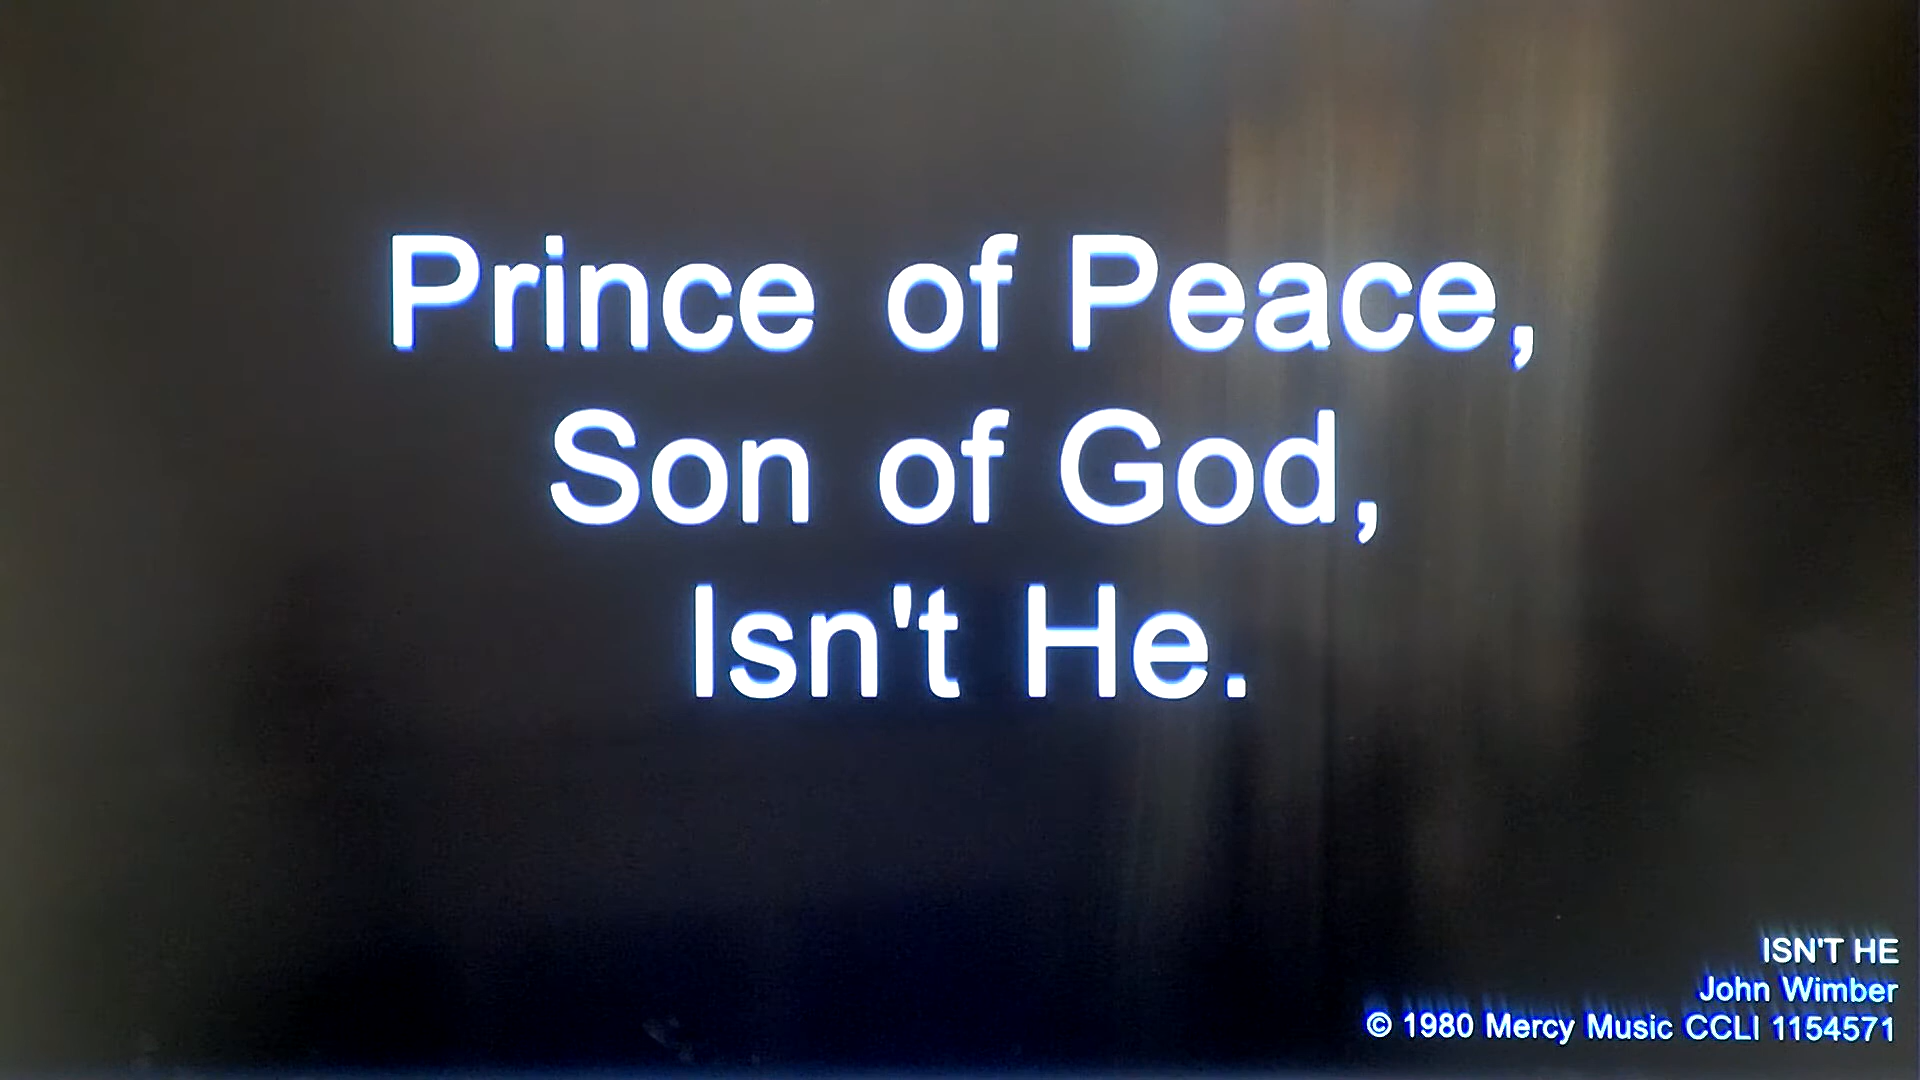 Prince of Peace,
Son of God,
Isn't He.
ISN'T HE
John Wimber
© 1980 Mercy Music CCLI 1154571